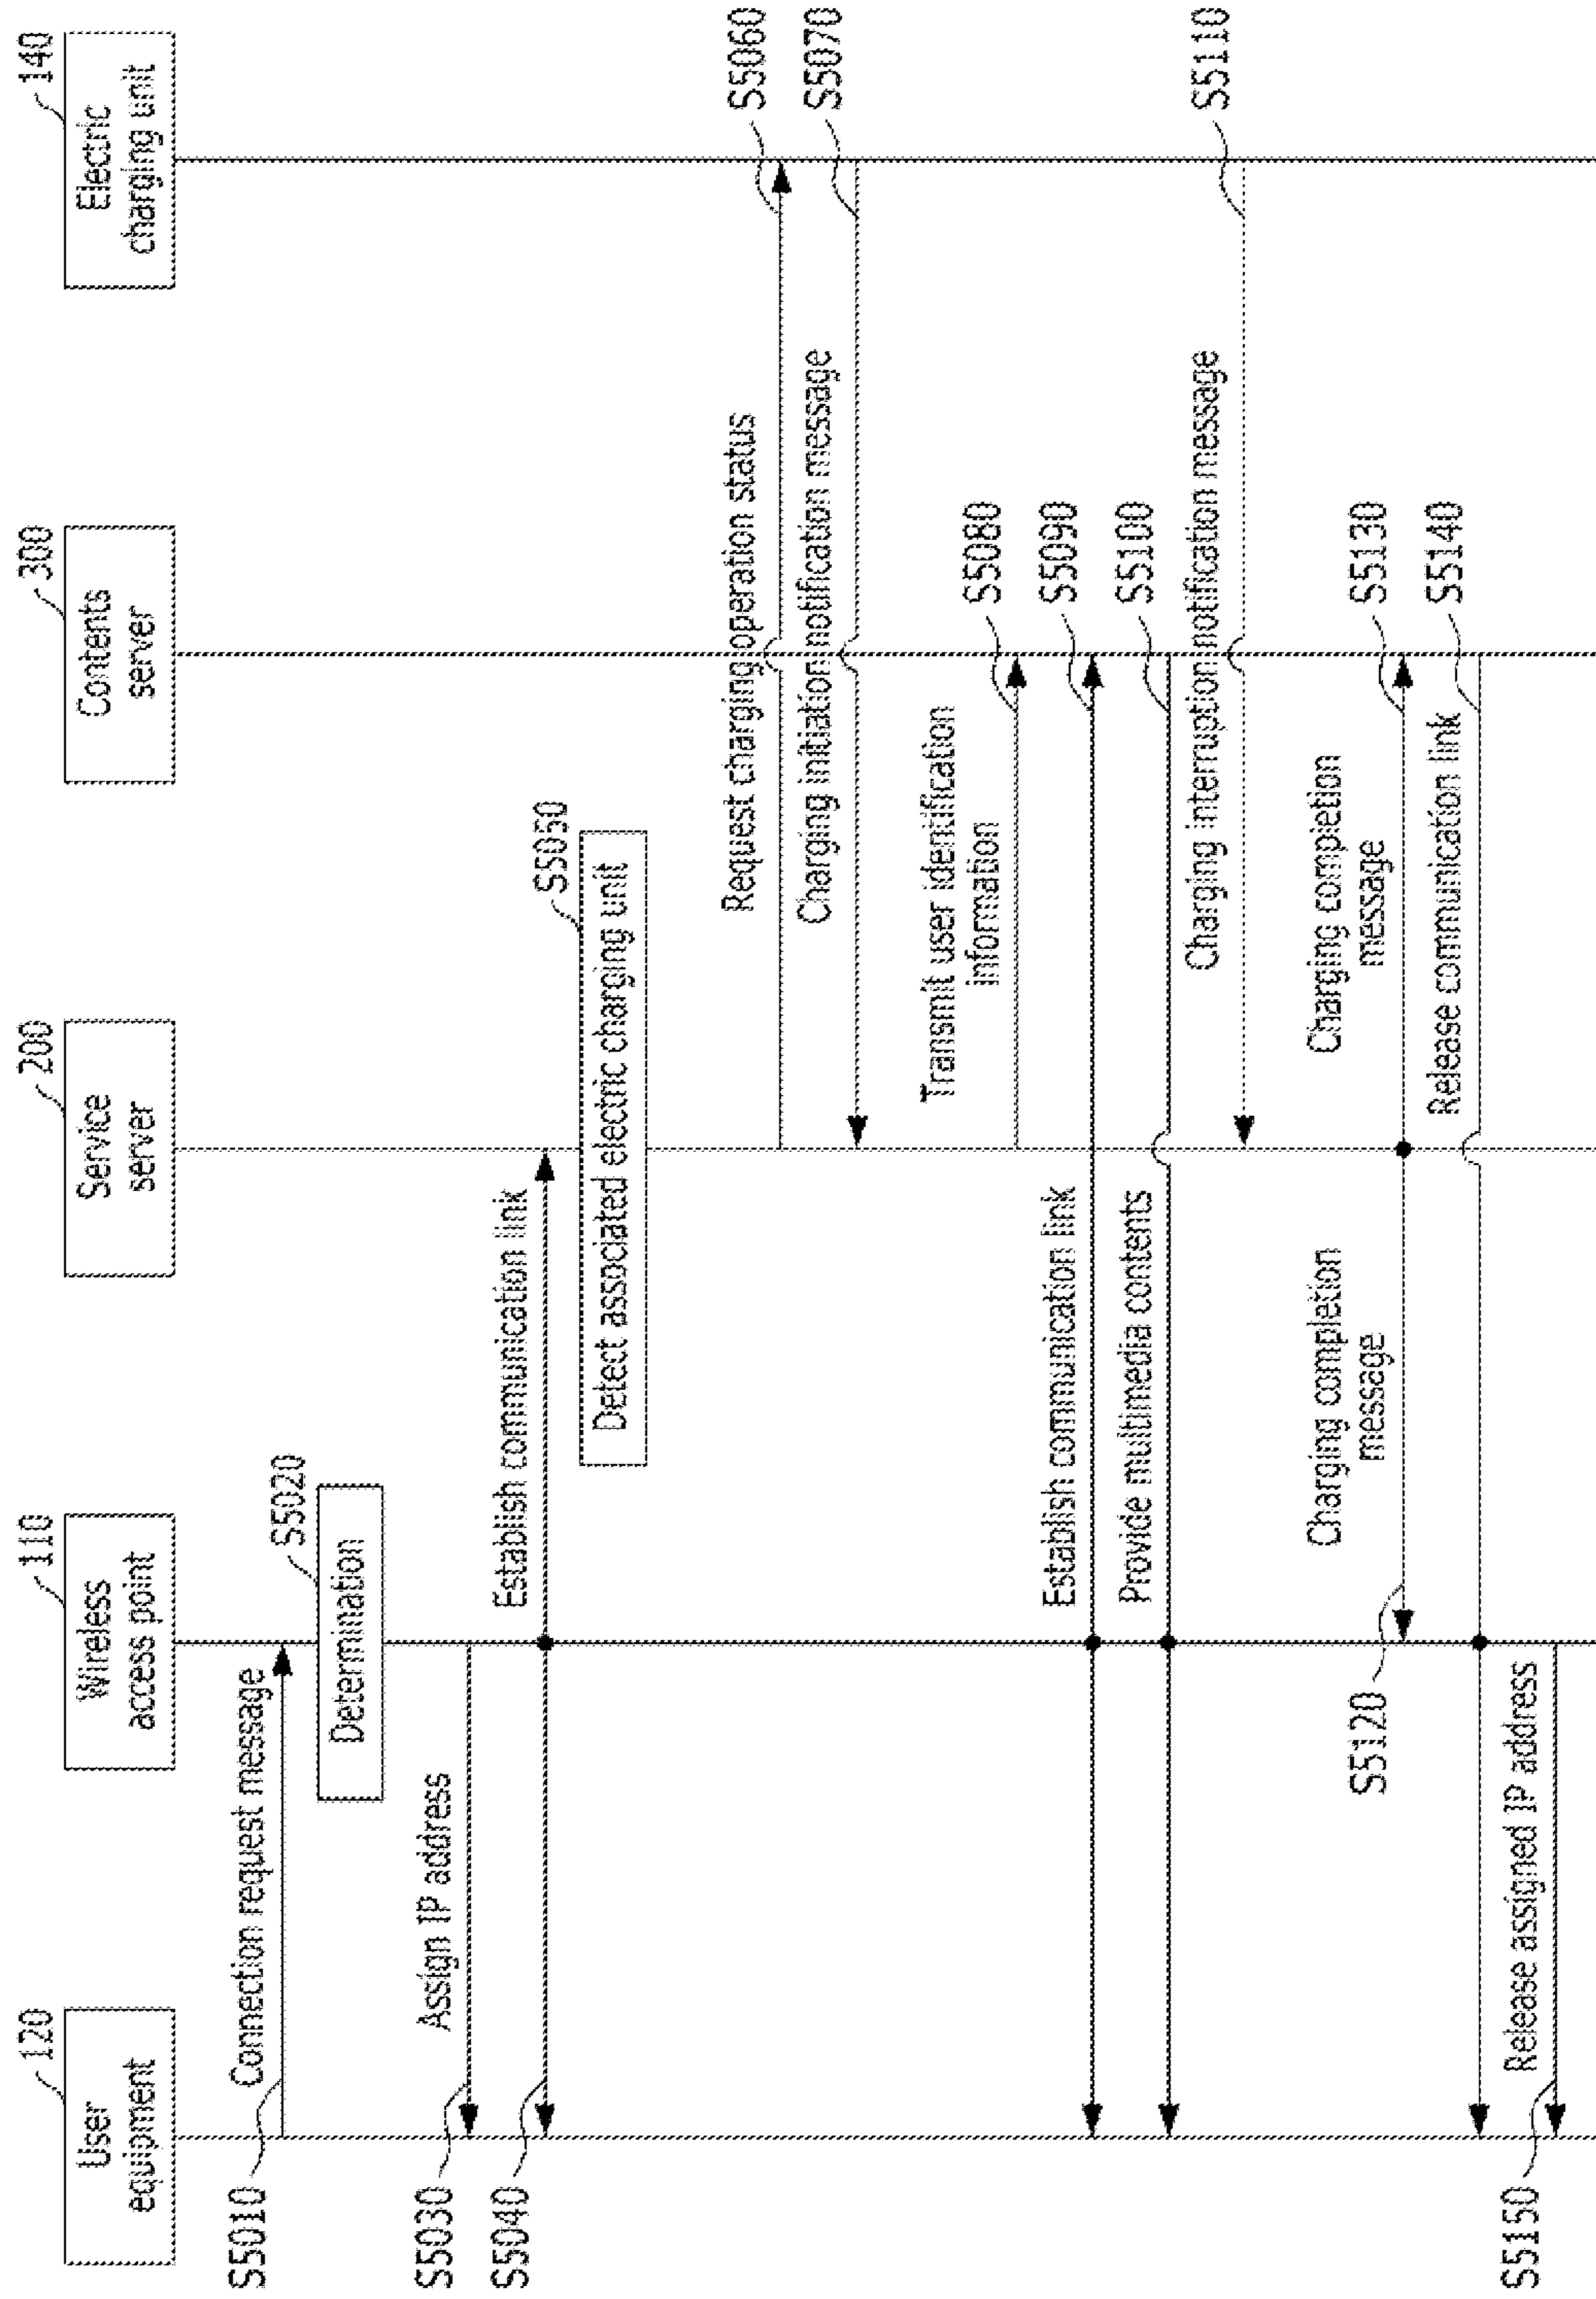 120
User
equipment
110
Wireless
access point
200
Service
server
300
Contents
server
140
Electric
charging unit
S5010
Connection request message
S5020
Determination
S5030
Assign IP address
S5040
Establish communication link
S5050
Detect associated electric charging unit
Request charging operation status
S5060
Charging initiation notification message
S5070
Transmit user identification
information
S5080
Establish communication link
S5090
Provide multimedia contents
S5100
Charging interruption notification message
S5110
S5120
Charging completion
message
Charging completion
message
S5130
Release communication link
S5140
S5150
Release assigned IP address